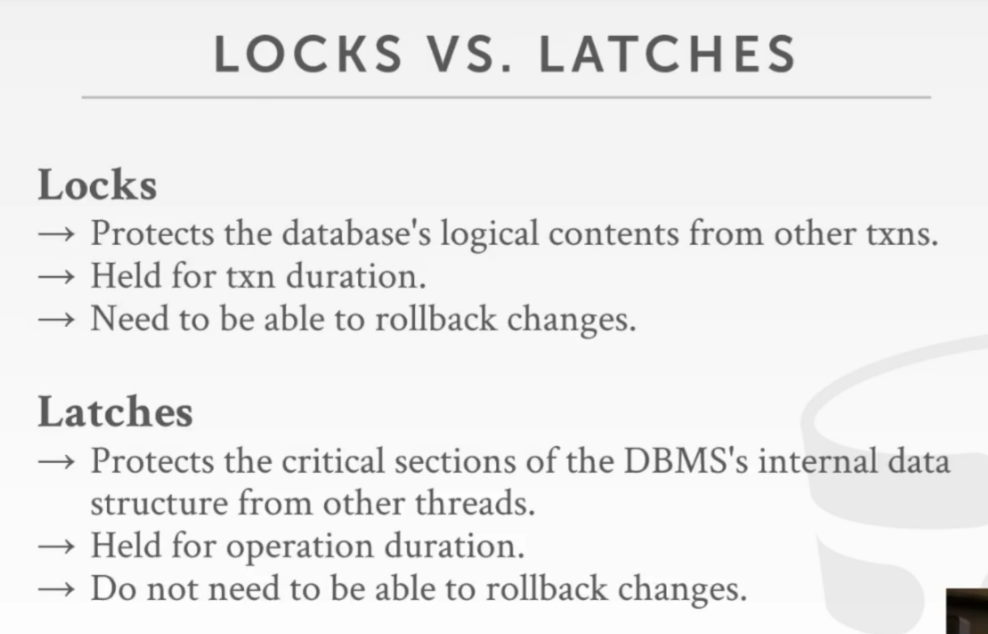 LOCKS VS. LATCHES
Locks
→ Protects the database's logical contents from other txns.
→ Held for txn duration.
→ Need to be able to rollback changes.
Latches
→ Protects the critical sections of the DBMS's internal data
structure from other threads.
→ Held for operation duration.
→ Do not need to be able to rollback changes.